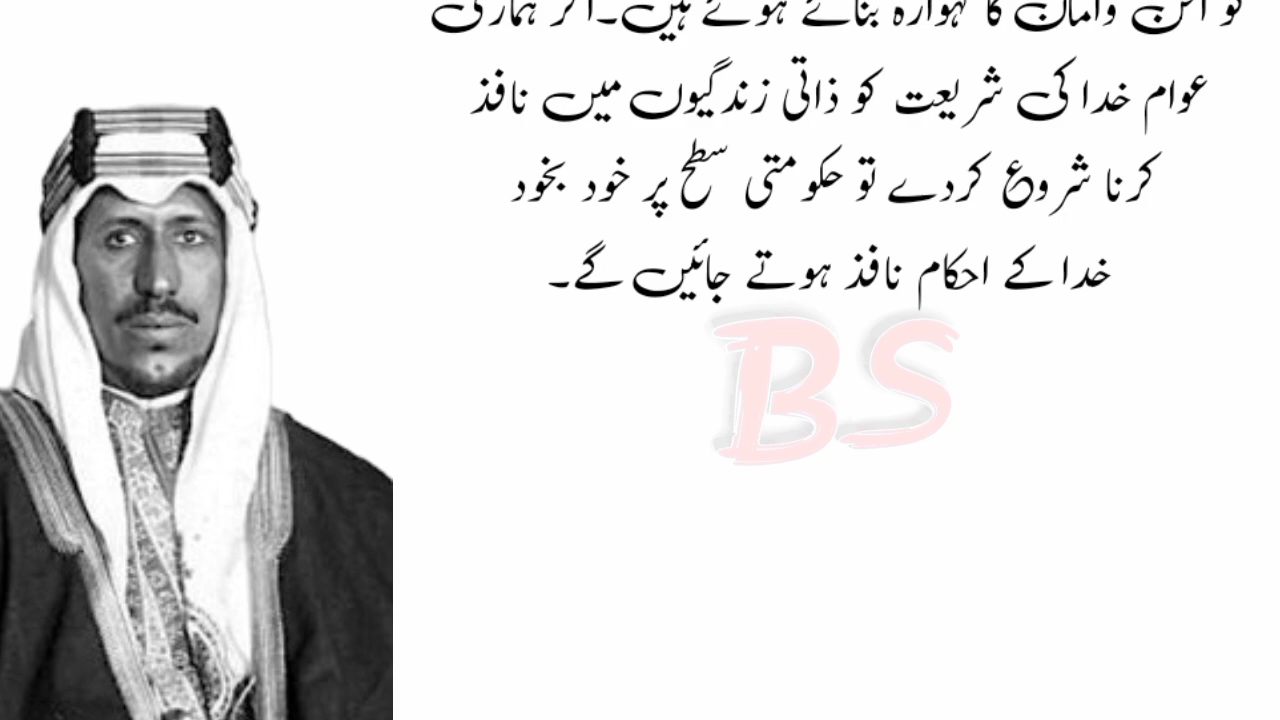 کو امن وامان کا گہوارہ بنائے ہوئے ہیں۔اگر ہماری
عوام خدا کی شریعت کو ذاتی زندگیوں میں نافذ
کرنا شروع کردے تو حکومتی سطح پر خود بخود
خدا کے احکام نافذ ہوتے جائیں گے۔
BS